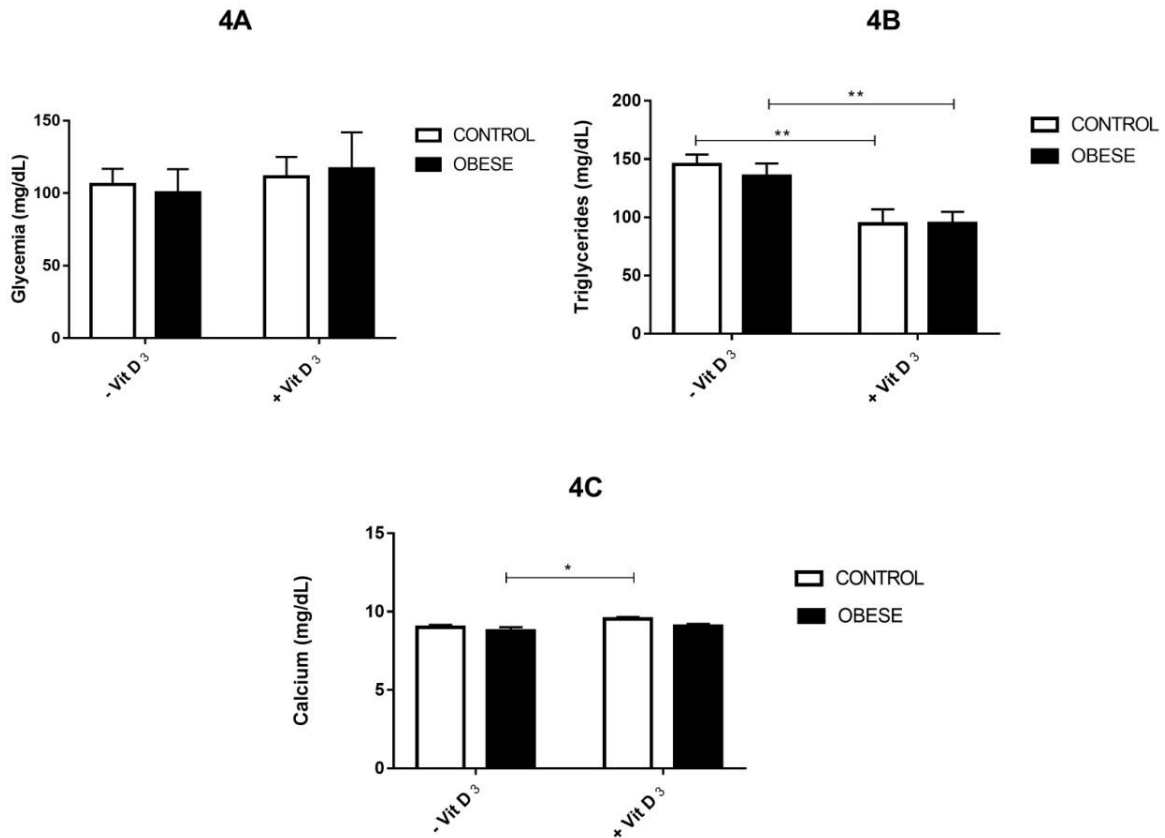 4A
Glycemia (mg/dL)
150
100
50
0
- Vit D 3
+ Vit D 3
CONTROL
OBESE
4B
Triglycerides (mg/dL)
200
150
100
50
0
**
**
- Vit D 3
+ Vit D 3
CONTROL
OBESE
4C
Calcium (mg/dL)
15
10
5
0
*
- Vit D 3
+ Vit D 3
CONTROL
OBESE